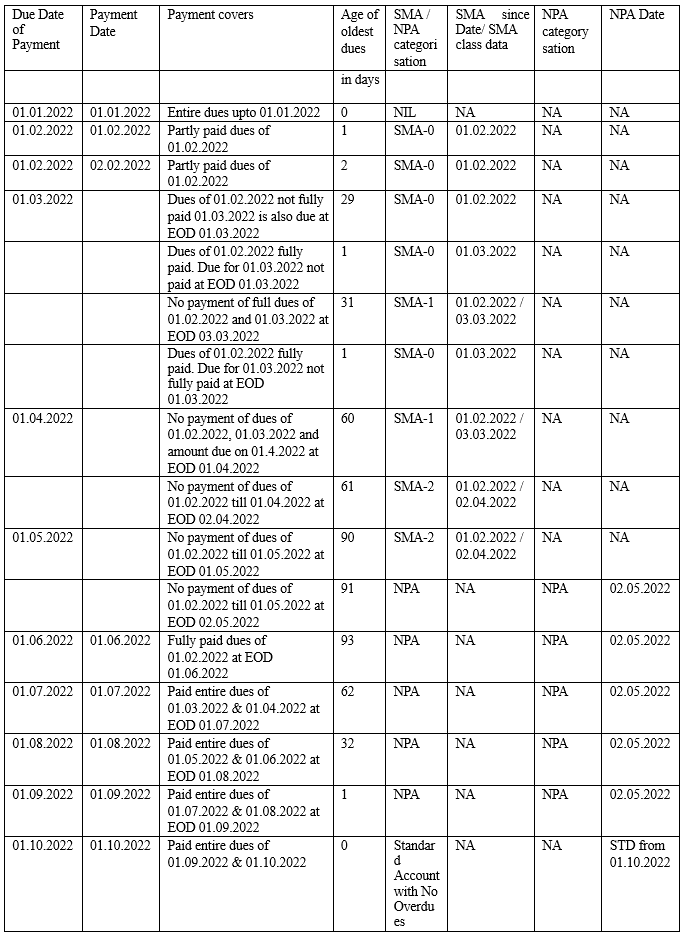 Due Date of Payment | Payment Date | Payment covers | Age of oldest dues | SMA / NPA categori sation | SMA since Date/ SMA class data | NPA category sation | NPA Date
in days
01.01.2022 | 01.01.2022 | Entire dues upto 01.01.2022 | 0 | NIL | NA | NA | NA
01.02.2022 | 01.02.2022 | Partly paid dues of 01.02.2022 | 1 | SMA-0 | 01.02.2022 | NA | NA
01.02.2022 | 02.02.2022 | Partly paid dues of 01.02.2022 | 2 | SMA-0 | 01.02.2022 | NA | NA
01.03.2022 | Dues of 01.02.2022 not fully paid 01.03.2022 is also due at EOD 01.03.2022 | 29 | SMA-0 | 01.02.2022 | NA | NA
Dues of 01.02.2022 fully paid. Due for 01.03.2022 not paid at EOD 01.03.2022 | 1 | SMA-0 | 01.03.2022 | NA | NA
No payment of full dues of 01.02.2022 and 01.03.2022 at EOD 03.03.2022 | 31 | SMA-1 | 01.02.2022 / 03.03.2022 | NA | NA
Dues of 01.02.2022 fully paid. Due for 01.03.2022 not fully paid at EOD 01.03.2022 | 1 | SMA-0 | 01.03.2022 | NA | NA
01.04.2022 | No payment of dues of 01.02.2022, 01.03.2022 and amount due on 01.4.2022 at EOD 01.04.2022 | 60 | SMA-1 | 01.02.2022 / 03.03.2022 | NA | NA
No payment of dues of 01.02.2022 till 01.04.2022 at EOD 02.04.2022 | 61 | SMA-2 | 01.02.2022 / 02.04.2022 | NA | NA
01.05.2022 | No payment of dues of 01.02.2022 till 01.05.2022 at EOD 01.05.2022 | 90 | SMA-2 | 01.02.2022 / 02.04.2022 | NA | NA
No payment of dues of 01.02.2022 till 01.05.2022 at EOD 02.05.2022 | 91 | NPA | NA | NPA | 02.05.2022
01.06.2022 | 01.06.2022 | Fully paid dues of 01.02.2022 at EOD 01.06.2022 | 93 | NPA | NA | NPA | 02.05.2022
01.07.2022 | 01.07.2022 | Paid entire dues of 01.03.2022 & 01.04.2022 at EOD 01.07.2022 | 62 | NPA | NA | NPA | 02.05.2022
01.08.2022 | 01.08.2022 | Paid entire dues of 01.05.2022 & 01.06.2022 at EOD 01.08.2022 | 32 | NPA | NA | NPA | 02.05.2022
01.09.2022 | 01.09.2022 | Paid entire dues of 01.07.2022 & 01.08.2022 at EOD 01.09.2022 | 1 | NPA | NA | NPA | 02.05.2022
01.10.2022 | 01.10.2022 | Paid entire dues of 01.09.2022 & 01.10.2022 | 0 | Standar d Account with No Overdu es | NA | NA | STD from 01.10.2022